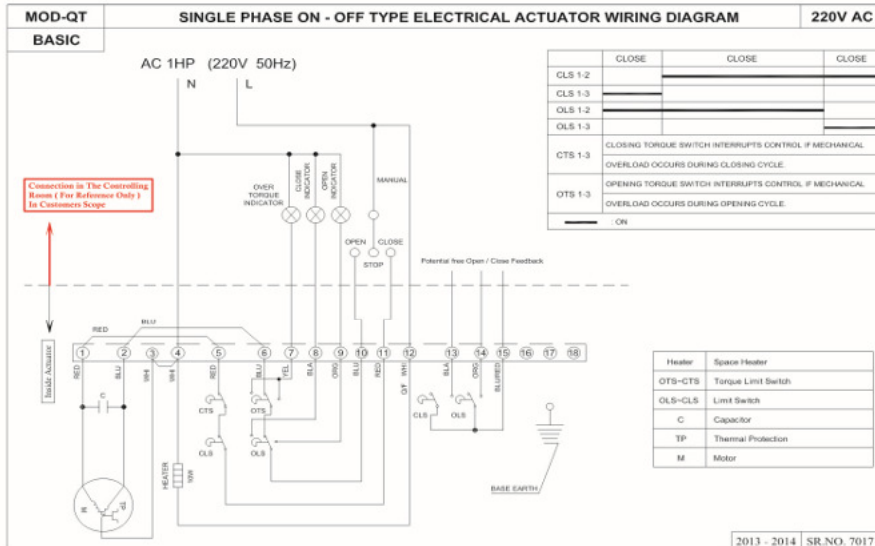 MOD-QT
SINGLE PHASE ON - OFF TYPE ELECTRICAL ACTUATOR WIRING DIAGRAM
220V AC
BASIC
AC 1HP (220V 50Hz)
N
L
CLOSE CLOSE CLOSE
CLS 1-2
CLS 1-3
OLS 1-2
OLS 1-3
CTS 1-3
CLOSING TORQUE SWITCH INTERRUPTS CONTROL IF MECHANICAL
OVERLOAD OCCURS DURING CLOSING CYCLE.
OTS 1-3
OPENING TORQUE SWITCH INTERRUPTS CONTROL IF MECHANICAL
OVERLOAD OCCURS DURING OPENING CYCLE.
: ON
Connection in The Controlling
Room ( For Reference Only )
In Customers Scope
OVER
TORQUE
INDICATOR
CLOSE
INDICATOR
OPEN
INDICATOR
MANUAL
OPEN
CLOSE
STOP
Potential free Open / Close Feedback
Inside Actuator
RED
BLU
1 2 3 4 5 6 7 8 9 10 11 12 13 14 15 16 17 18
RED BLU WHI WHI RED BLU YEL BLA ORG BLU RED O/F WHI BLA ORG BLU/RED
C
CTS
OTS
CLS
OLS
OLS
OLS
HEATER
10W
M
TP
BASE EARTH
Heater Space Heater
OTS~CTS Torque Limit Switch
OLS~CLS Limit Switch
C Capacitor
TP Thermal Protection
M Motor
2013 - 2014 SR.NO. 7017